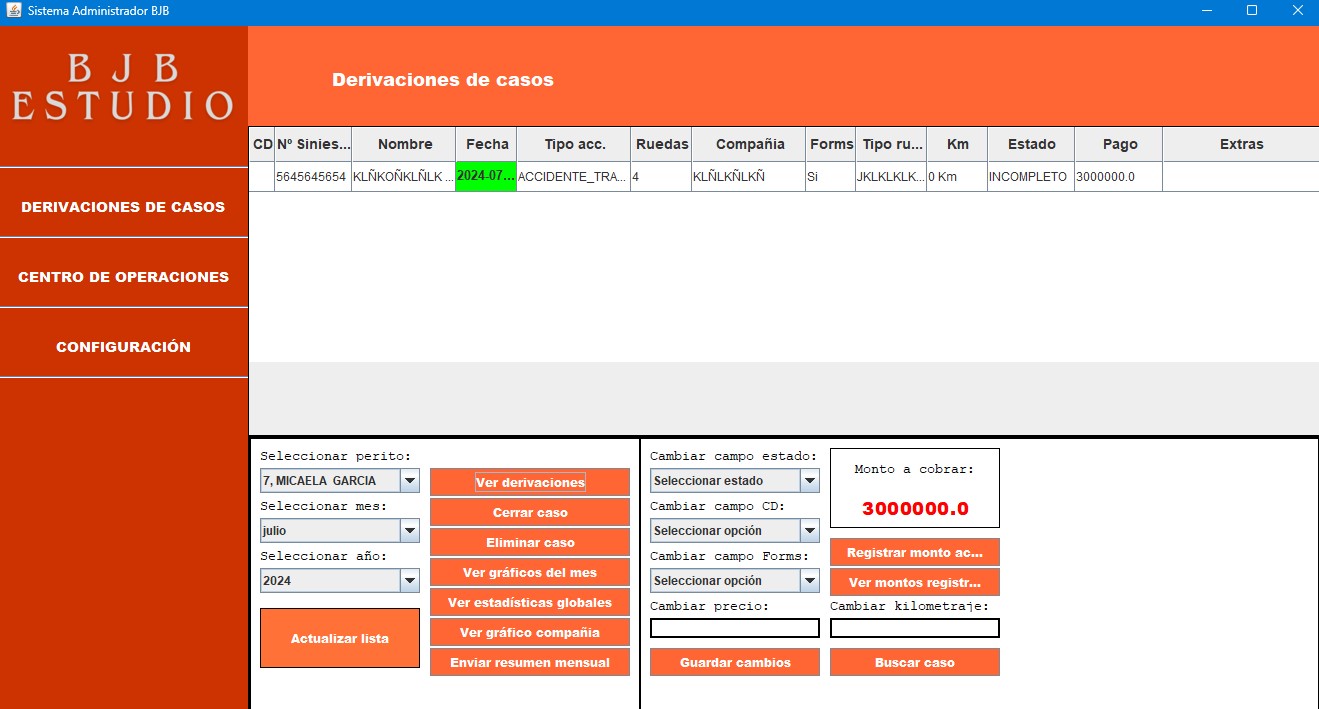 Sistema Administrador BJB
B J B
ESTUDIO
Derivaciones de casos
DERIVACIONES DE CASOS
CENTRO DE OPERACIONES
CONFIGURACIÓN
CD Nº Sinies... Nombre Fecha Tipo acc. Ruedas Compañia Forms Tipo ru... Km Estado Pago Extras
5645645654 KLÑKOÑKLÑLK ... 2024-07... ACCIDENTE_TRA... 4 KLÑLKÑLKÑ Si JKLKLKLK... 0 Km INCOMPLETO 3000000.0
Seleccionar perito:
7, MICAELA GARCIA
Seleccionar mes:
julio
Seleccionar año:
2024
Actualizar lista
Ver derivaciones
Cerrar caso
Eliminar caso
Ver gráficos del mes
Ver estadísticas globales
Ver gráfico compañia
Enviar resumen mensual
Cambiar campo estado:
Seleccionar estado
Cambiar campo CD:
Seleccionar opción
Cambiar campo Forms:
Seleccionar opción
Cambiar precio:
Guardar cambios
Monto a cobrar:
3000000.0
Registrar monto ac...
Ver montos registr...
Cambiar kilometraje:
Buscar caso